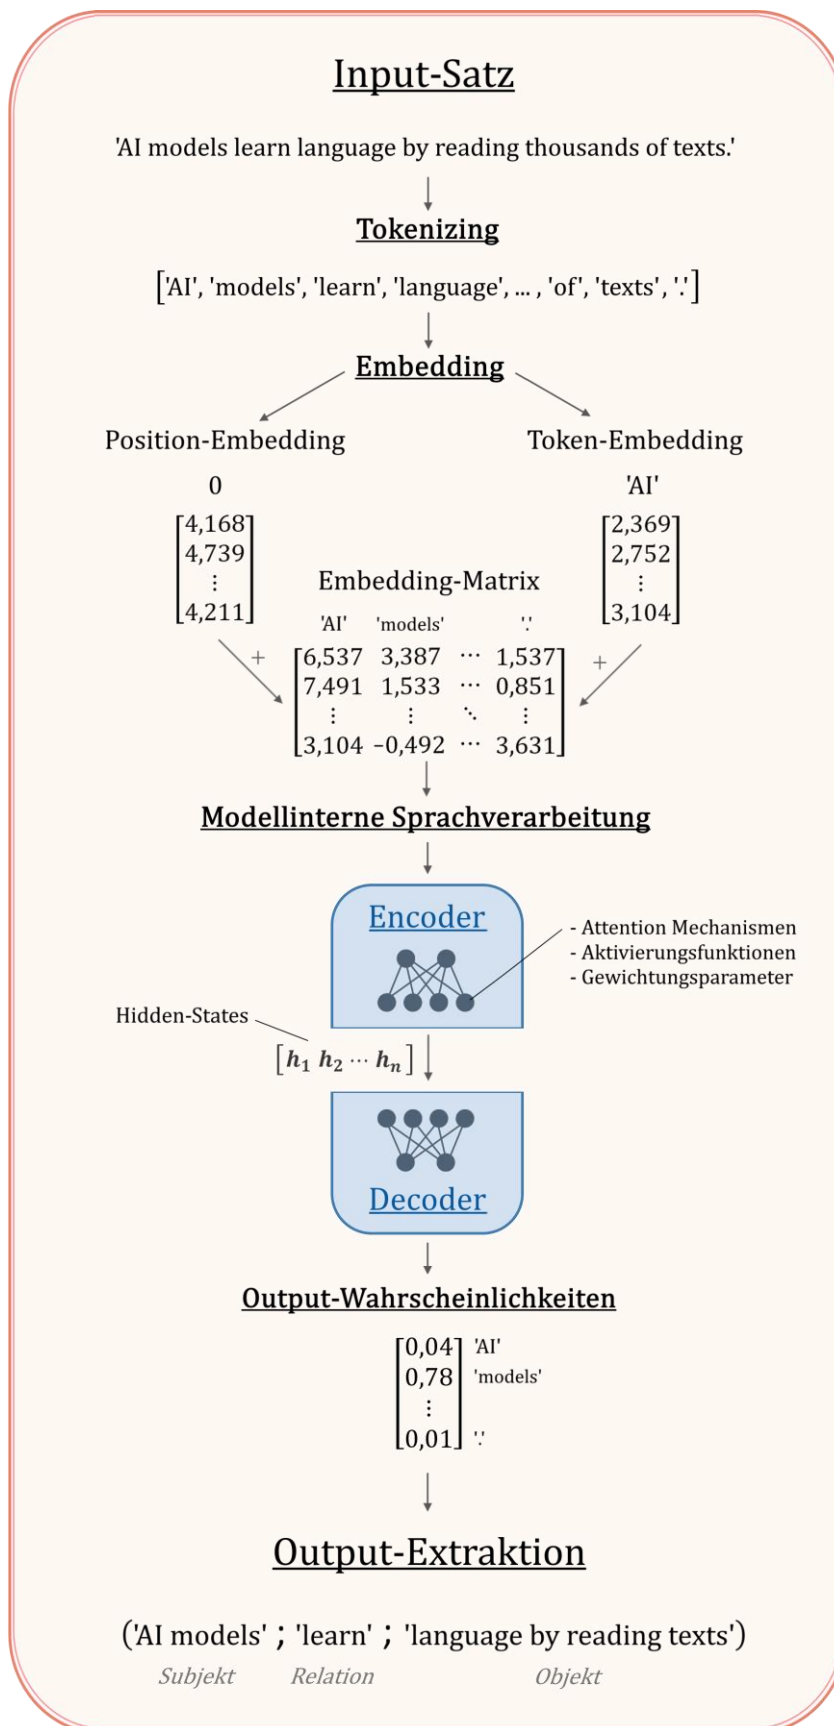 Input-Satz
'AI models learn language by reading thousands of texts.'
Tokenizing
['AI', 'models', 'learn', 'language', ... , 'of', 'texts', '.']
Embedding
Position-Embedding
Token-Embedding
0
'AI'
4,168
4,739
⋮
4,211
2,369
2,752
⋮
3,104
Embedding-Matrix
'AI' 'models' '.'
6,537 3,387 ⋯ 1,537
7,491 1,533 ⋯ 0,851
⋮ ⋮ ⋱ ⋮
3,104 −0,492 ⋯ 3,631
+
+
Modellinterne Sprachverarbeitung
Encoder
- Attention Mechanismen
- Aktivierungsfunktionen
- Gewichtungsparameter
Hidden-States
[h₁ h₂ ⋯ hₙ]
Decoder
Output-Wahrscheinlichkeiten
0,04 'AI'
0,78 'models'
⋮
0,01 '.'
Output-Extraktion
('AI models' ; 'learn' ; 'language by reading texts')
Subjekt Relation Objekt